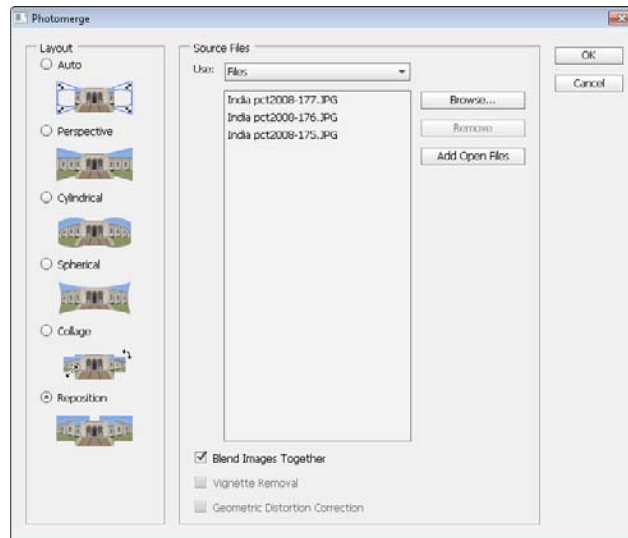 Photomerge
Layout
Auto
Perspective
Cylindrical
Spherical
Collage
Reposition
Source Files
Use: Files
India pct2008-177.JPG
India pct2008-176.JPG
India pct2008-175.JPG
Browse...
Remove
Add Open Files
Blend Images Together
Vignette Removal
Geometric Distortion Correction
OK
Cancel